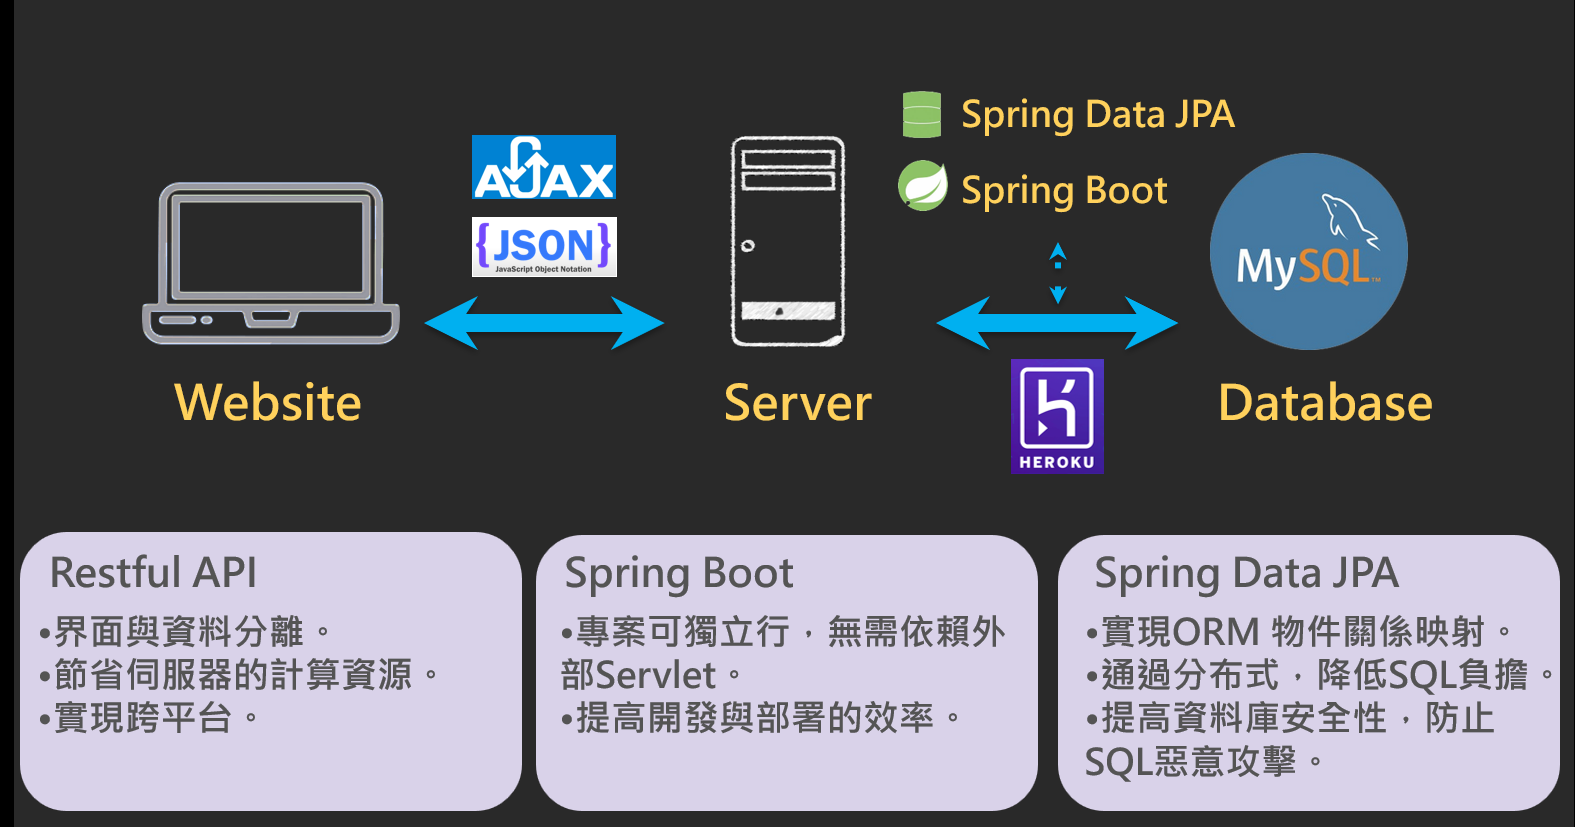 Spring Data JPA
AJAX
Spring Boot
{JSON}
JavaScript Object Notation
MySQL™
Website
Server
Database
HEROKU
Restful API
•界面與資料分離。
•節省伺服器的計算資源。
•實現跨平台。
Spring Boot
•專案可獨立行，無需依賴外
部Servlet。
•提高開發與部署的效率。
Spring Data JPA
•實現ORM 物件關係映射。
•通過分布式，降低SQL負擔。
•提高資料庫安全性，防止
SQL惡意攻擊。